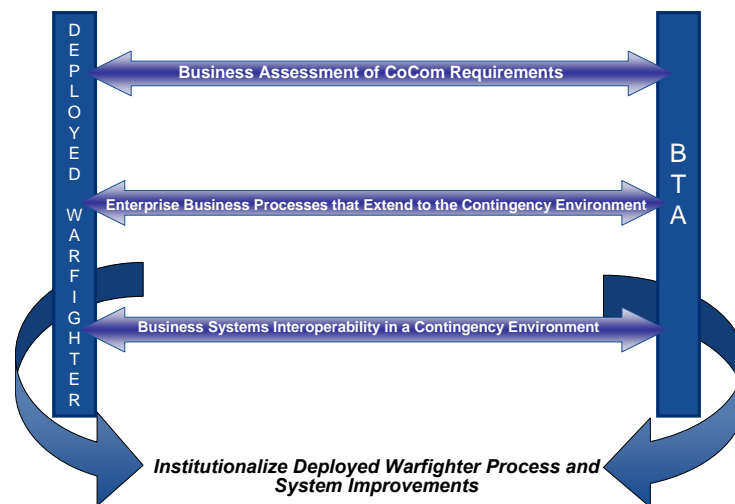 DEPLOYED WARFIGHTER
Business Assessment of CoCom Requirements
BTA
Enterprise Business Processes that Extend to the Contingency Environment
Business Systems Interoperability in a Contingency Environment
Institutionalize Deployed Warfighter Process and
System Improvements